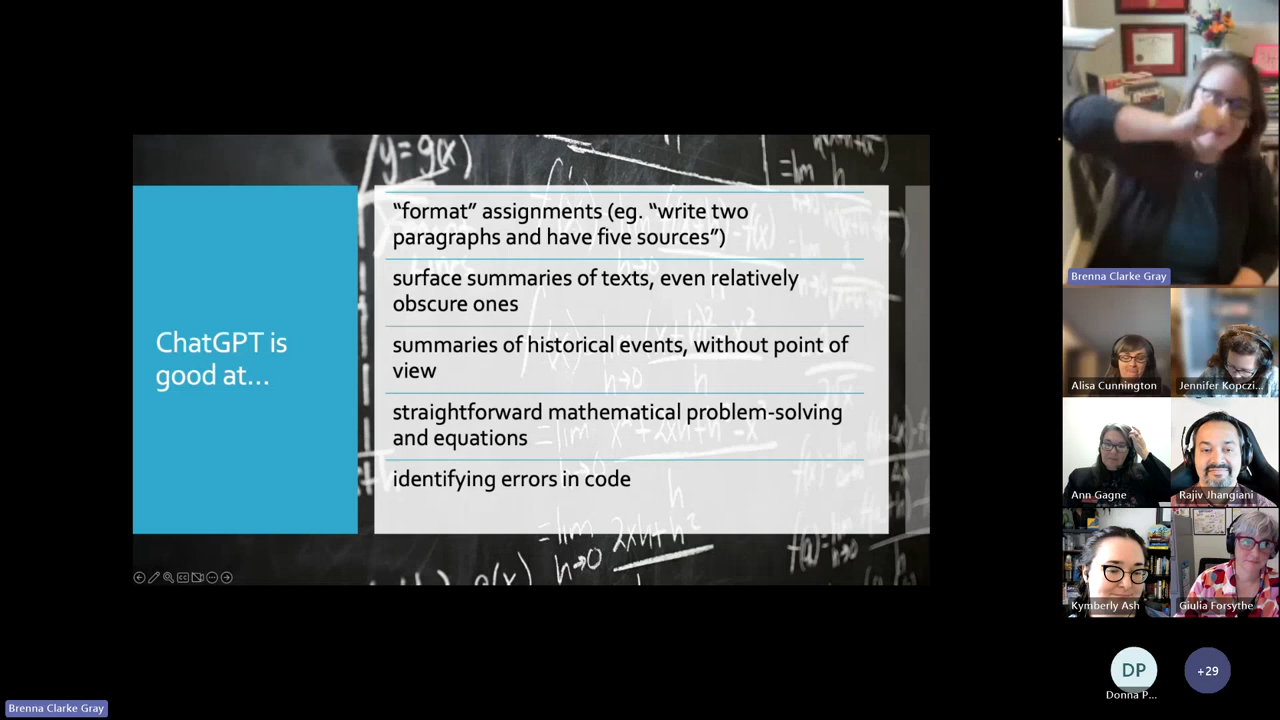 ChatGPT is
good at...
"format" assignments (eg. "write two
paragraphs and have five sources")
surface summaries of texts, even relatively
obscure ones
summaries of historical events, without point of
view
straightforward mathematical problem-solving
and equations
identifying errors in code
y=g(x)
Brenna Clarke Gray
Alisa Cunnington
Jennifer Kopczi...
Ann Gagne
Rajiv Jhangiani
Kymberly Ash
Giulia Forsythe
DP
Donna P...
+29
Brenna Clarke Gray